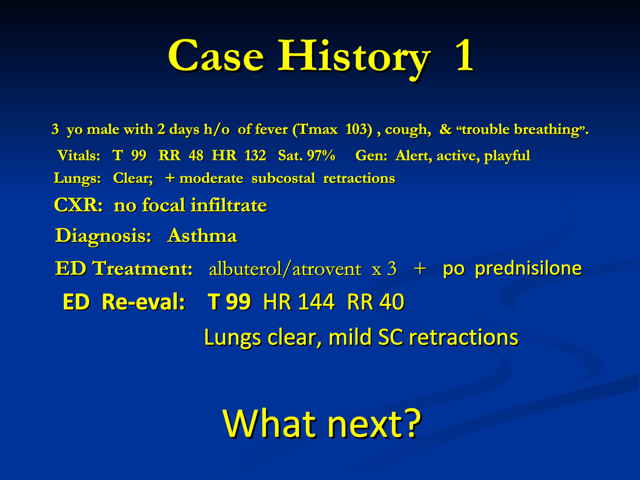 Case History 1
3 yo male with 2 days h/o of fever (Tmax 103) , cough, & “trouble breathing”.
Vitals: T 99 RR 48 HR 132 Sat. 97% Gen: Alert, active, playful
Lungs: Clear; + moderate subcostal retractions
CXR: no focal infiltrate
Diagnosis: Asthma
ED Treatment: albuterol/atrovent x 3 + po prednisilone
ED Re-eval: T 99 HR 144 RR 40
Lungs clear, mild SC retractions
What next?